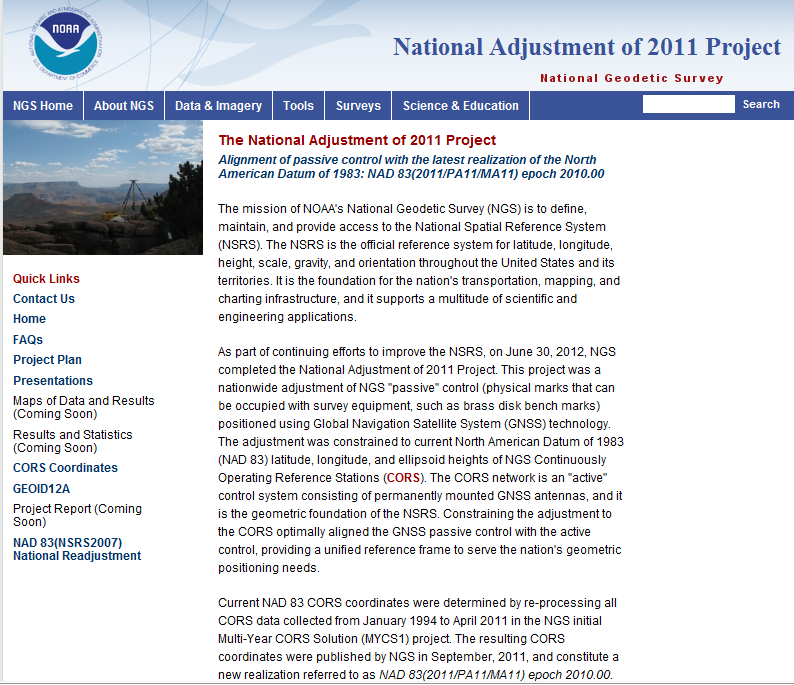 NOAA
National Adjustment of 2011 Project
National Geodetic Survey
NGS Home
About NGS
Data & Imagery
Tools
Surveys
Science & Education
Search
Quick Links
Contact Us
Home
FAQs
Project Plan
Presentations
Maps of Data and Results
(Coming Soon)
Results and Statistics
(Coming Soon)
CORS Coordinates
GEOID12A
Project Report (Coming
Soon)
NAD 83(NSRS2007)
National Readjustment
The National Adjustment of 2011 Project
Alignment of passive control with the latest realization of the North
American Datum of 1983: NAD 83(2011/PA11/MA11) epoch 2010.00
The mission of NOAA's National Geodetic Survey (NGS) is to define,
maintain, and provide access to the National Spatial Reference System
(NSRS). The NSRS is the official reference system for latitude, longitude,
height, scale, gravity, and orientation throughout the United States and its
territories. It is the foundation for the nation's transportation, mapping, and
charting infrastructure, and it supports a multitude of scientific and
engineering applications.
As part of continuing efforts to improve the NSRS, on June 30, 2012, NGS
completed the National Adjustment of 2011 Project. This project was a
nationwide adjustment of NGS "passive" control (physical marks that can
be occupied with survey equipment, such as brass disk bench marks)
positioned using Global Navigation Satellite System (GNSS) technology.
The adjustment was constrained to current North American Datum of 1983
(NAD 83) latitude, longitude, and ellipsoid heights of NGS Continuously
Operating Reference Stations (CORS). The CORS network is an "active"
control system consisting of permanently mounted GNSS antennas, and it
is the geometric foundation of the NSRS. Constraining the adjustment to
the CORS optimally aligned the GNSS passive control with the active
control, providing a unified reference frame to serve the nation's geometric
positioning needs.
Current NAD 83 CORS coordinates were determined by re-processing all
CORS data collected from January 1994 to April 2011 in the NGS initial
Multi-Year CORS Solution (MYCS1) project. The resulting CORS
coordinates were published by NGS in September, 2011, and constitute a
new realization referred to as NAD 83(2011/PA11/MA11) epoch 2010.00.